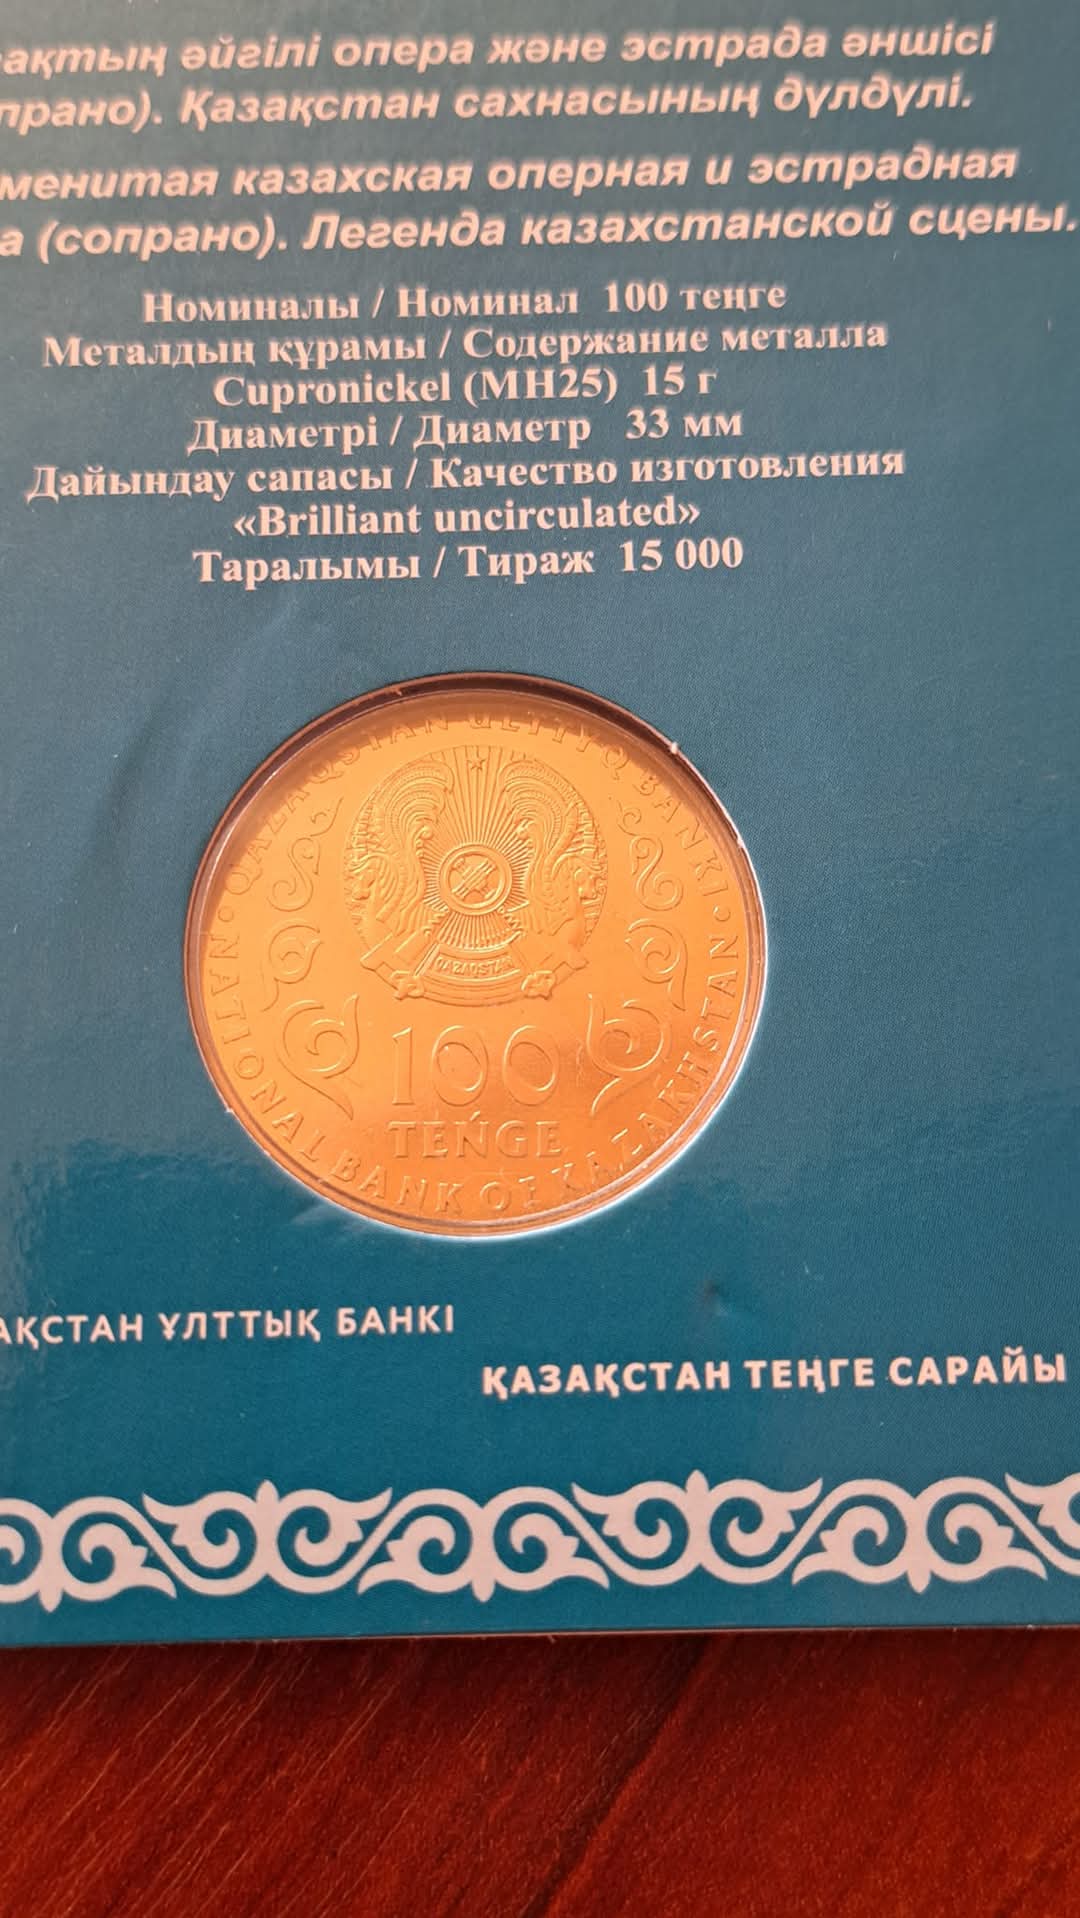 ақтың әйгілі опера және эстрада әншісі
прано). Қазақстан сахнасының дүлдүлі.
менитая казахская оперная и эстрадная
а (сопрано). Легенда казахстанской сцены.
Номиналы / Номинал 100 теңге
Металдың құрамы / Содержание металла
Cupronickel (МН25) 15 г
Диаметрі / Диаметр 33 мм
Дайындау сапасы / Качество изготовления
«Brilliant uncirculated»
Таралымы / Тираж 15 000
QAZAQSTAN ULTTYQ BANKI
QAZAQSTAN
100
TEŃGE
NATIONAL BANK OF KAZAKHSTAN
АҚСТАН ҰЛТТЫҚ БАНКІ
ҚАЗАҚСТАН ТЕҢГЕ САРАЙЫ